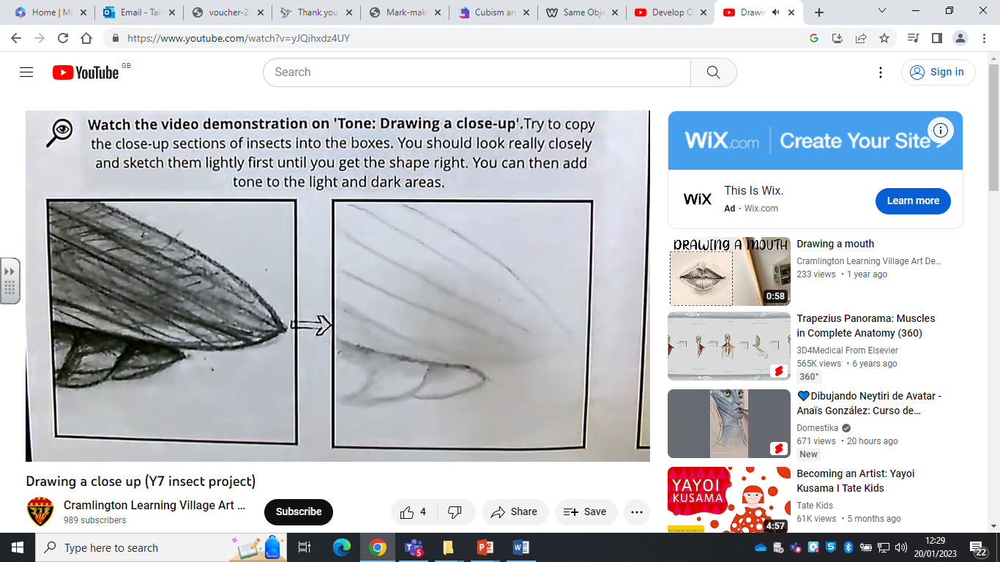 Home | Mi
Email - Tait
voucher-2
Thank you
Mark-mak
Cubism an
Same Obje
Develop O
Drawin
https://www.youtube.com/watch?v=yJQihxdz4UY
YouTube GB
Search
Sign in
Watch the video demonstration on 'Tone: Drawing a close-up'.Try to copy
the close-up sections of insects into the boxes. You should look really closely
and sketch them lightly first until you get the shape right. You can then add
tone to the light and dark areas.
Drawing a close up (Y7 insect project)
Cramlington Learning Village Art ...
989 subscribers
Subscribe
4
Share
Save
WiX.com | Create Your Site >
WiX
This Is Wix.
Ad · Wix.com
Learn more
DRAWING A MOUTH
0:58
Drawing a mouth
Cramlington Learning Village Art De...
233 views • 1 year ago
Trapezius Panorama: Muscles
in Complete Anatomy (360)
3D4Medical From Elsevier
565K views • 6 years ago
360°
💙Dibujando Neytiri de Avatar -
Anaïs González: Curso de...
Domestika
671 views • 20 hours ago
New
YAYOI
KUSAMA
BECOMING AN ARTIST
4:57
Becoming an Artist: Yayoi
Kusama I Tate Kids
Tate Kids
61K views • 5 months ago
Type here to search
5
12:29
20/01/2023
22